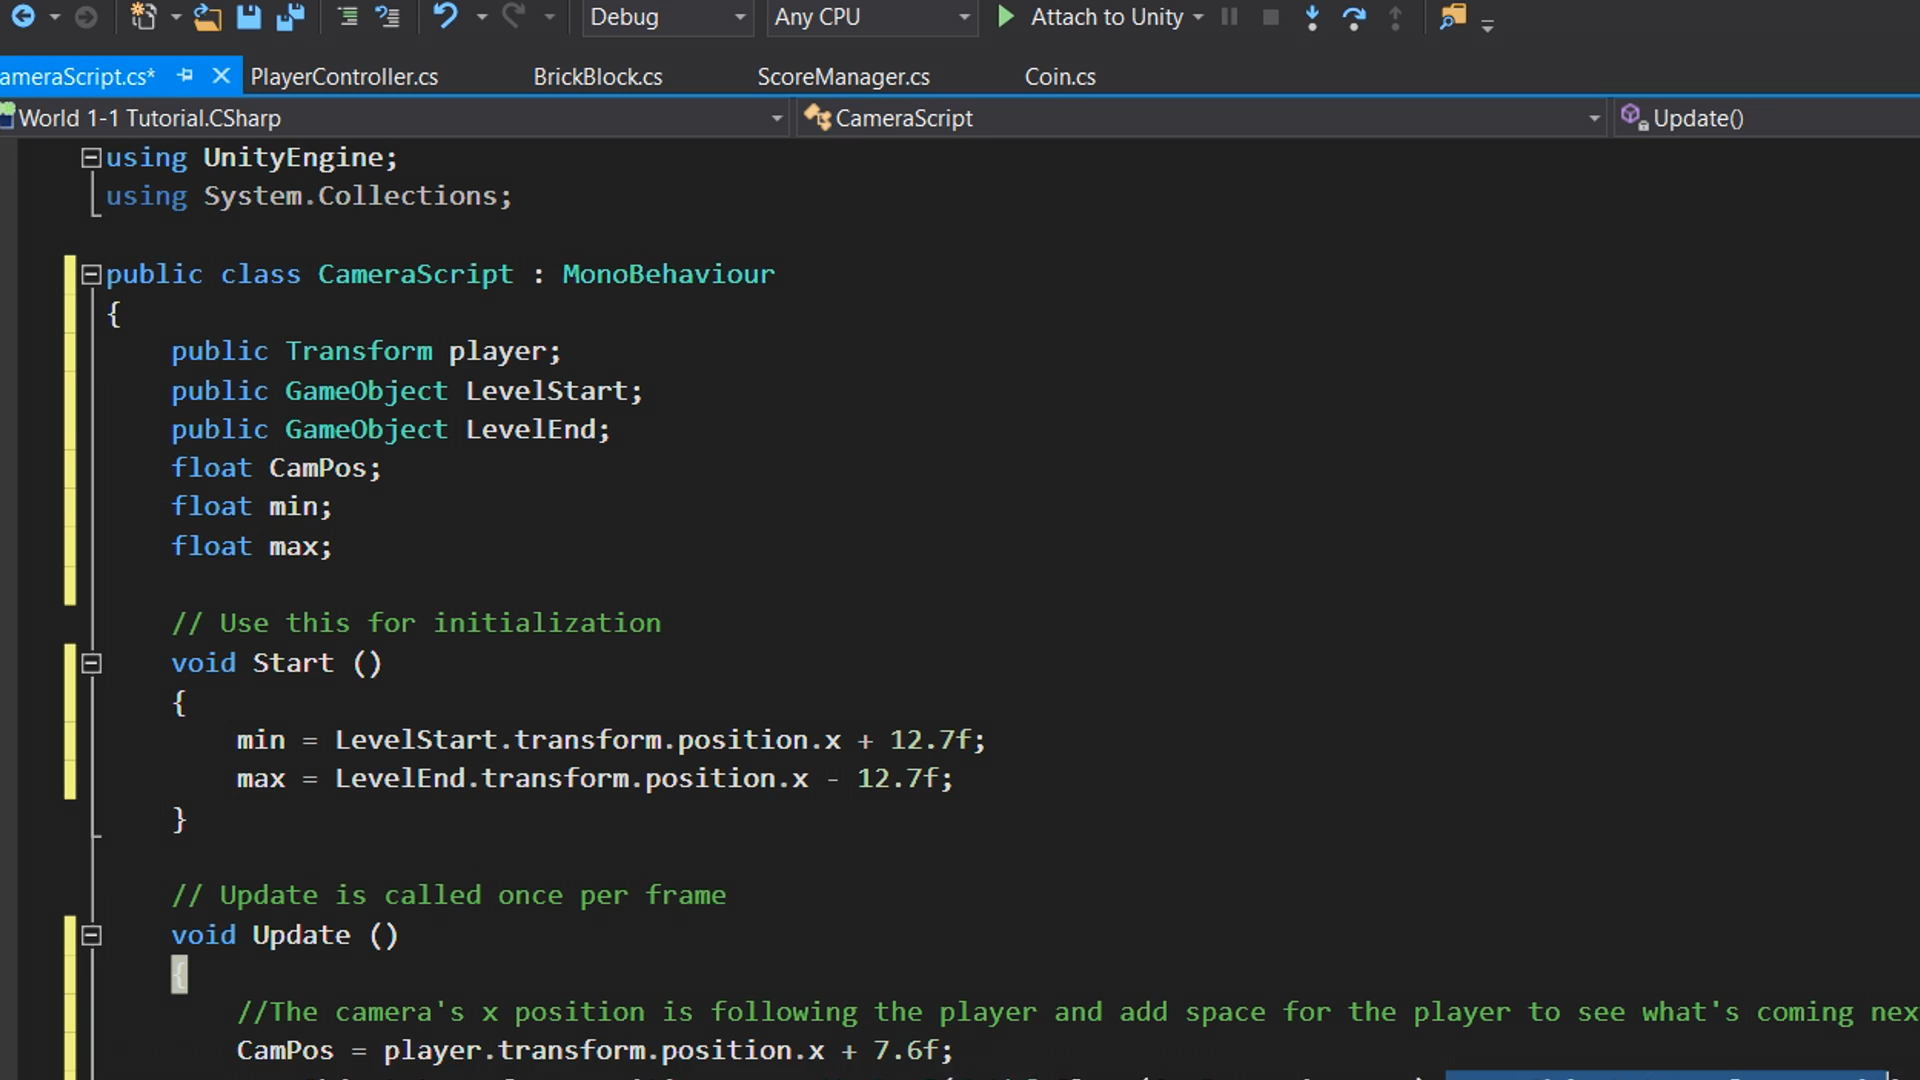 Debug Any CPU Attach to Unity
ameraScript.cs* PlayerController.cs BrickBlock.cs ScoreManager.cs Coin.cs
World 1-1 Tutorial.CSharp CameraScript Update()
using UnityEngine;
using System.Collections;
public class CameraScript : MonoBehaviour
{
public Transform player;
public GameObject LevelStart;
public GameObject LevelEnd;
float CamPos;
float min;
float max;
// Use this for initialization
void Start ()
{
min = LevelStart.transform.position.x + 12.7f;
max = LevelEnd.transform.position.x - 12.7f;
}
// Update is called once per frame
void Update ()
{
//The camera's x position is following the player and add space for the player to see what's coming nex
CamPos = player.transform.position.x + 7.6f;